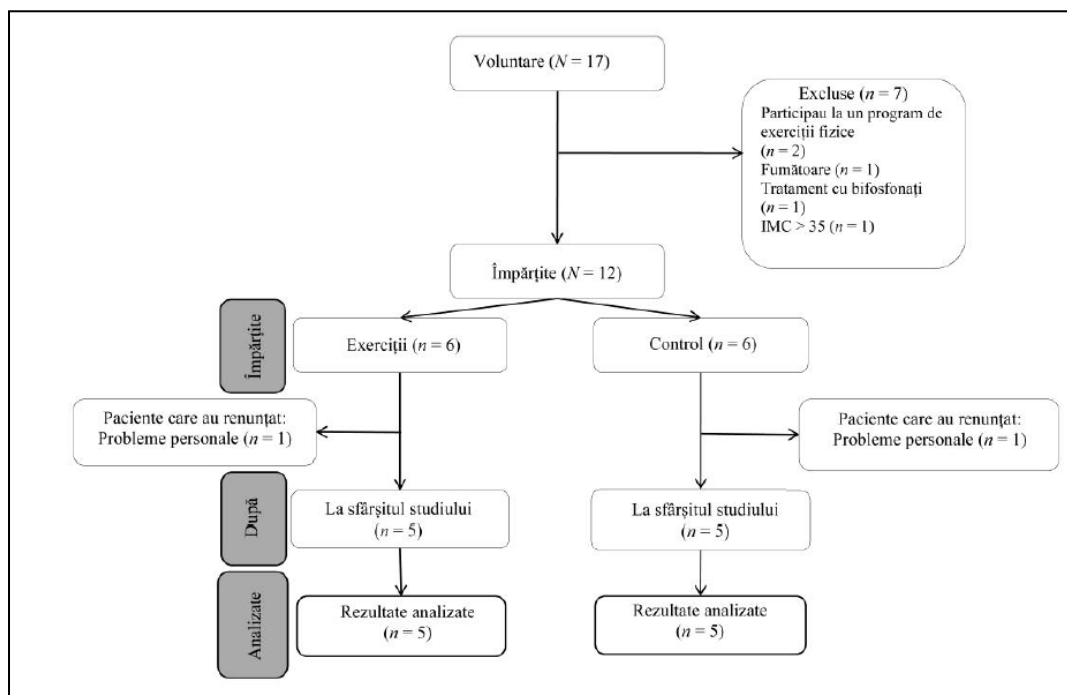 Voluntare (N = 17)
Excluse (n = 7)
Participau la un program de
exerciții fizice
(n = 2)
Fumătoare (n = 1)
Tratament cu bifosfonați
(n = 1)
IMC > 35 (n = 1)
Împărțite (N = 12)
Împărțite
Exerciții (n = 6)
Control (n = 6)
Paciente care au renunțat:
Probleme personale (n = 1)
Paciente care au renunțat:
Probleme personale (n = 1)
După
La sfârșitul studiului
(n = 5)
La sfârșitul studiului
(n = 5)
Analizate
Rezultate analizate
(n = 5)
Rezultate analizate
(n = 5)